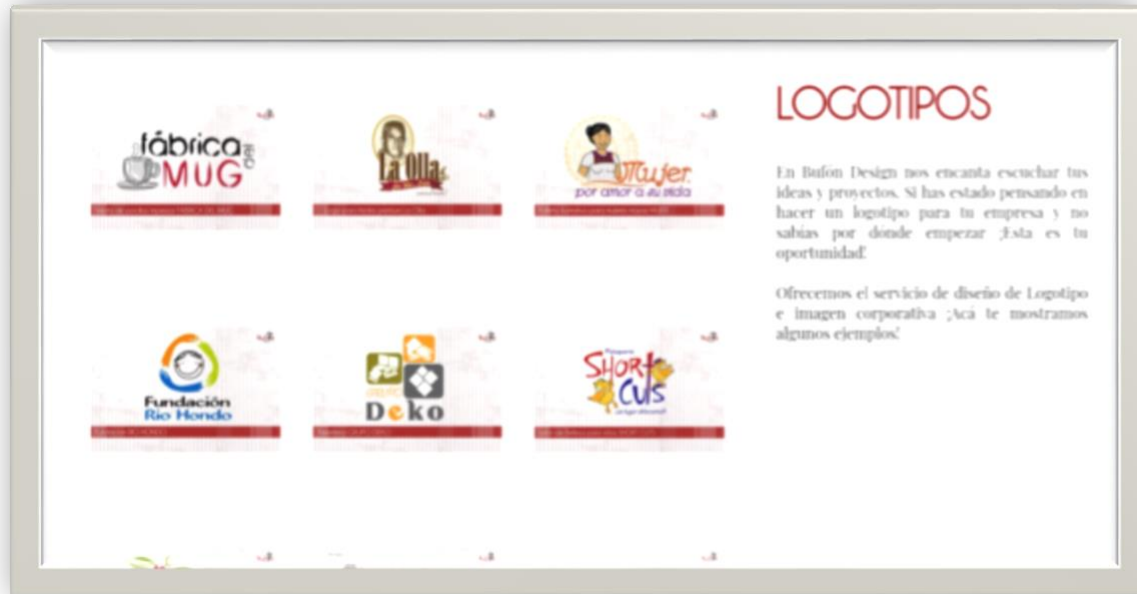 fábrica
del
MUG
La Olla
Mujer
por amor a su vida
Fundación
Río Hondo
Deko
SHORT
CUS
LOGOTIPOS
En Bufón Design nos encanta escuchar tus
ideas y proyectos. Si has estado pensando en
hacer un logotipo para tu empresa y no
sabías por dónde empezar ¡Esta es tu
oportunidad!
Ofrecemos el servicio de diseño de Logotipo
e imagen corporativa ¡Acá te mostramos
algunos ejemplos!